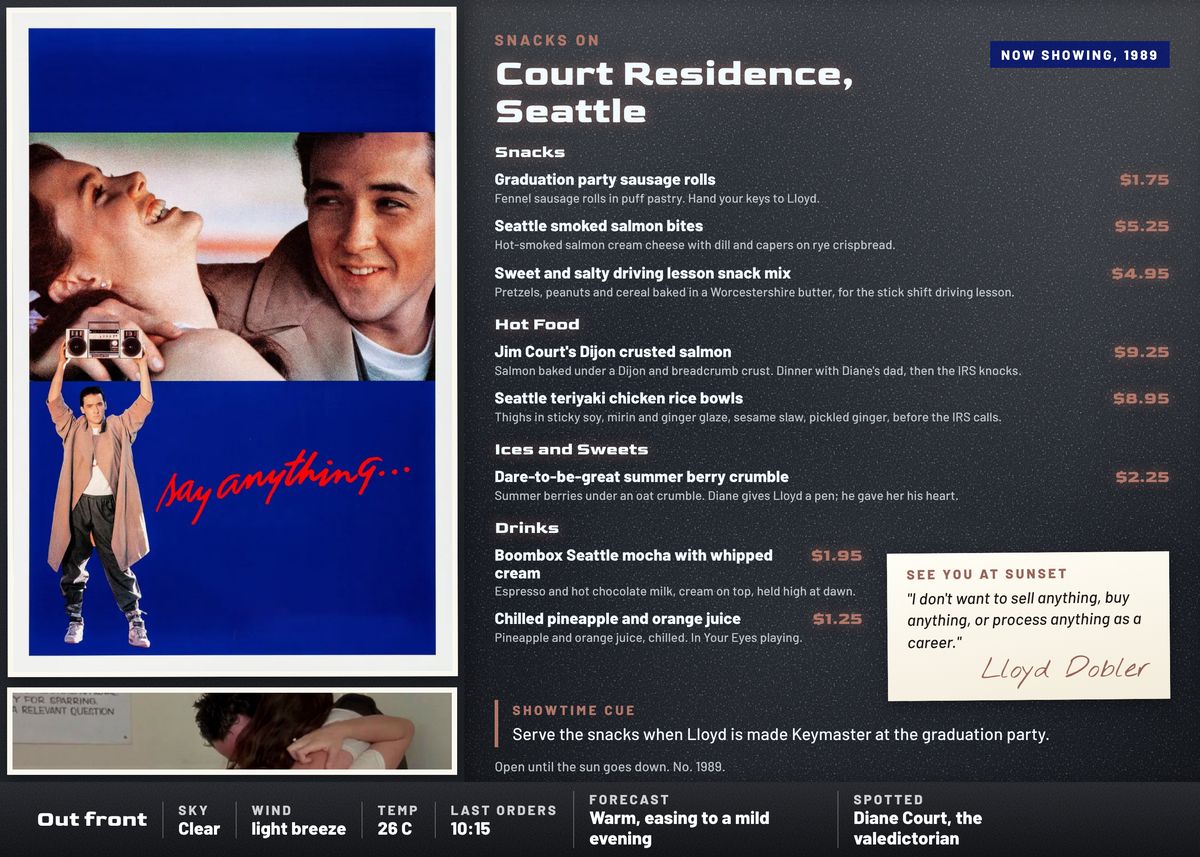 say anything...
Y FOR SPARRING.
A RELEVANT QUESTION
SNACKS ON
Court Residence,
Seattle
NOW SHOWING, 1989
Snacks
Graduation party sausage rolls $1.75
Fennel sausage rolls in puff pastry. Hand your keys to Lloyd.
Seattle smoked salmon bites $5.25
Hot-smoked salmon cream cheese with dill and capers on rye crispbread.
Sweet and salty driving lesson snack mix $4.95
Pretzels, peanuts and cereal baked in a Worcestershire butter, for the stick shift driving lesson.
Hot Food
Jim Court's Dijon crusted salmon $9.25
Salmon baked under a Dijon and breadcrumb crust. Dinner with Diane's dad, then the IRS knocks.
Seattle teriyaki chicken rice bowls $8.95
Thighs in sticky soy, mirin and ginger glaze, sesame slaw, pickled ginger, before the IRS calls.
Ices and Sweets
Dare-to-be-great summer berry crumble $2.25
Summer berries under an oat crumble. Diane gives Lloyd a pen; he gave her his heart.
Drinks
Boombox Seattle mocha with whipped $1.95
cream
Espresso and hot chocolate milk, cream on top, held high at dawn.
Chilled pineapple and orange juice $1.25
Pineapple and orange juice, chilled. In Your Eyes playing.
SEE YOU AT SUNSET
"I don't want to sell anything, buy
anything, or process anything as a
career."
Lloyd Dobler
SHOWTIME CUE
Serve the snacks when Lloyd is made Keymaster at the graduation party.
Open until the sun goes down. No. 1989.
Out front
SKY
Clear
WIND
light breeze
TEMP
26 C
LAST ORDERS
10:15
FORECAST
Warm, easing to a mild
evening
SPOTTED
Diane Court, the
valedictorian